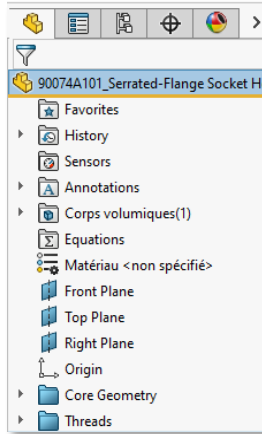 90074A101_Serrated-Flange Socket H
Favorites
History
Sensors
Annotations
Corps volumiques(1)
Equations
Matériau <non spécifié>
Front Plane
Top Plane
Right Plane
Origin
Core Geometry
Threads